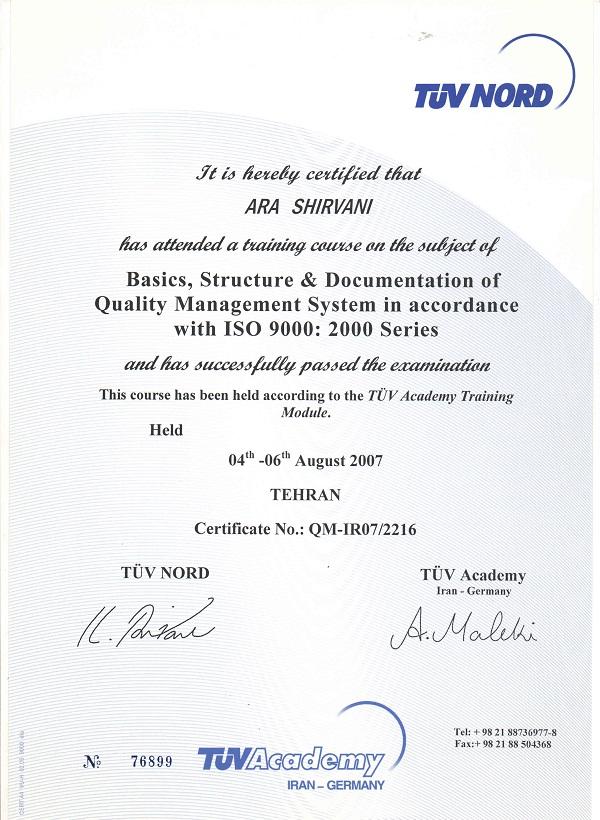 TÜV NORD
It is hereby certified that
ARA SHIRVANI
has attended a training course on the subject of
Basics, Structure & Documentation of
Quality Management System in accordance
with ISO 9000: 2000 Series
and has successfully passed the examination
This course has been held according to the TÜV Academy Training
Module.
Held
04th -06th August 2007
TEHRAN
Certificate No.: QM-IR07/2216
TÜV NORD
TÜV Academy
Iran - Germany
A. Maleki
Tel: + 98 21 88736977-8
Fax:+ 98 21 88 504368
№ 76899
TÜVAcademy
IRAN – GERMANY